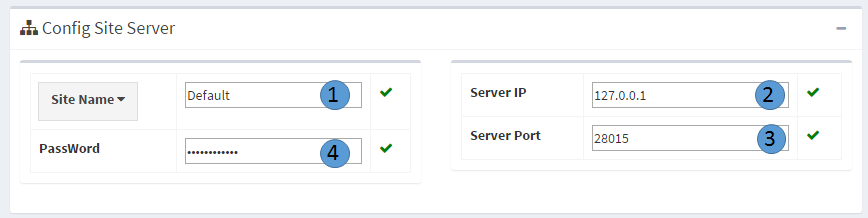 Config Site Server
Site Name Default 1
PassWord •••••••••••• 4
Server IP 127.0.0.1 2
Server Port 28015 3